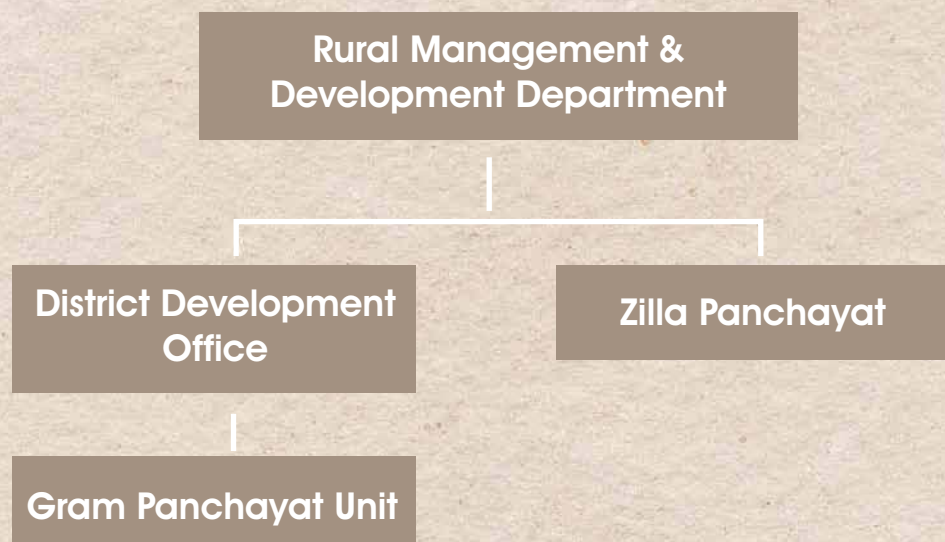 Rural Management &
Development Department
District Development
Office
Zilla Panchayat
Gram Panchayat Unit